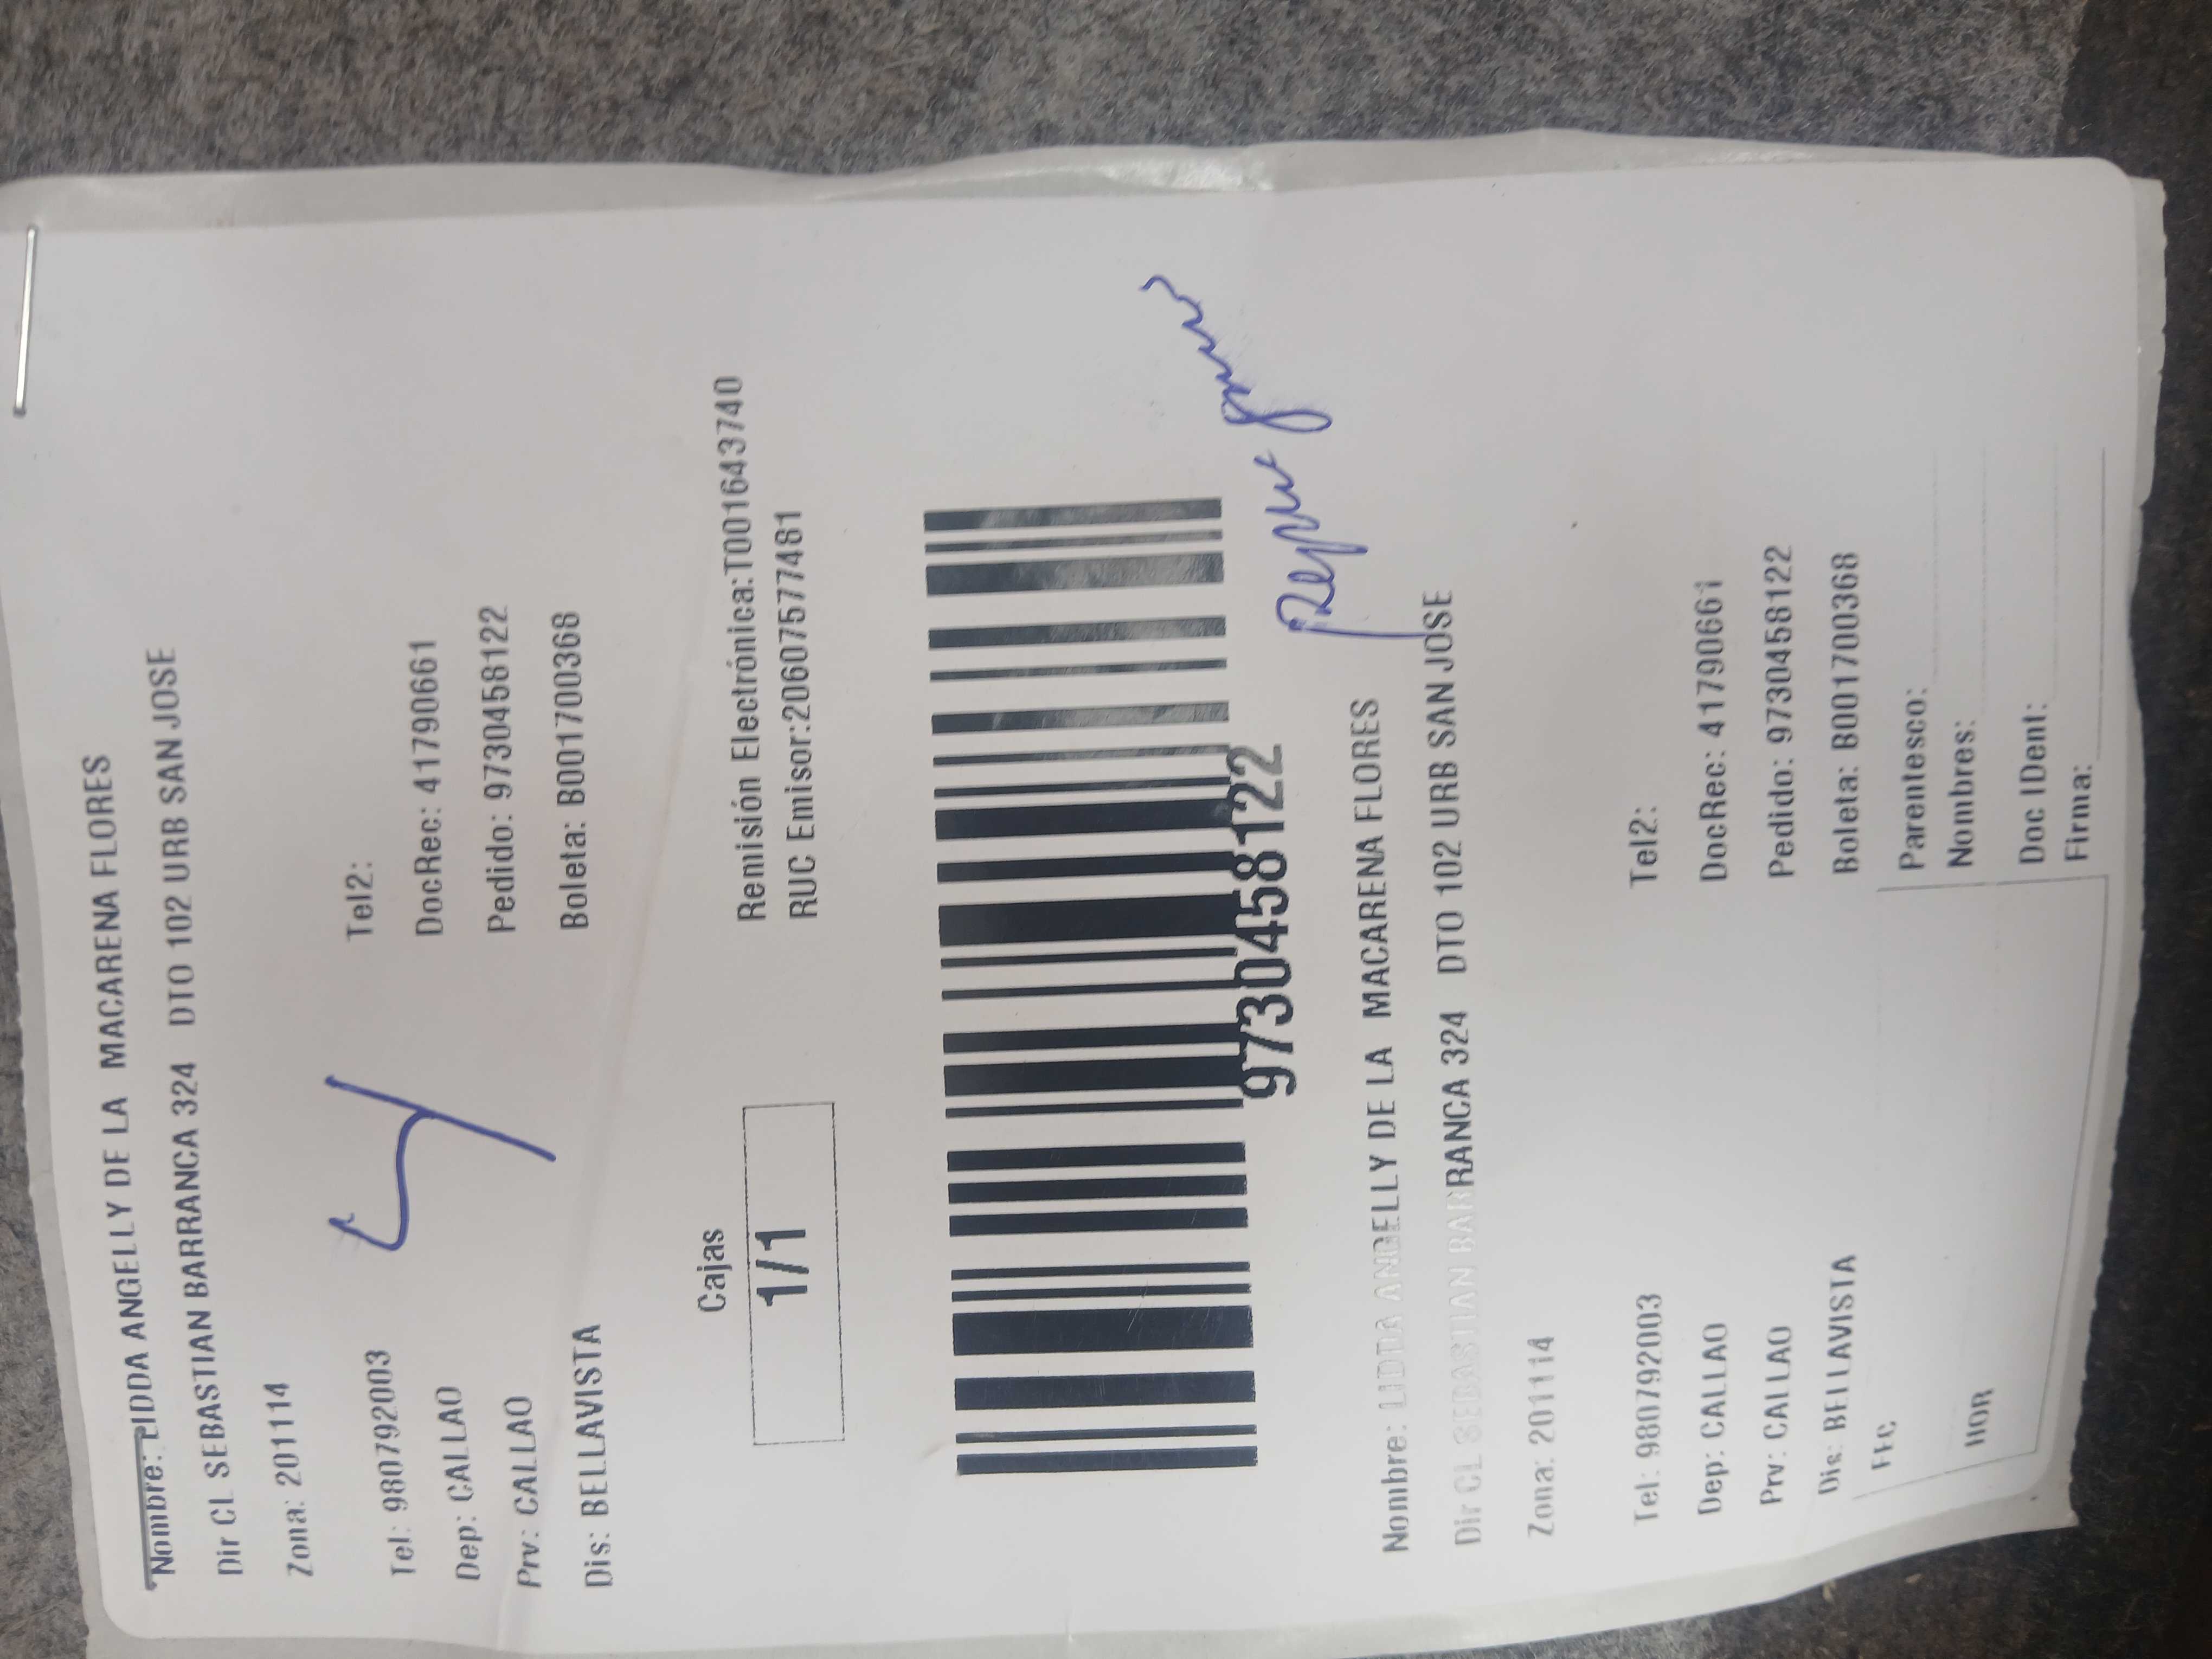 Nombre: LIDDA ANGELLY DE LA MACARENA FLORES
Dir CL SEBASTIAN BARRANCA 324 DTO 102 URB SAN JOSE
Zona: 201114
Tel: 980792003 Tel2:
Dep: CALLAO DocRec: 41790661
Prv: CALLAO Pedido: 9730458122
Dis: BELLAVISTA Boleta: B001700368
Cajas
1/1
Remisión Electrónica:T001643740
RUC Emisor:20607577481
9730458122
Nombre: LIDDA ANGELLY DE LA MACARENA FLORES
Dir CL SEBASTIAN BARRANCA 324 DTO 102 URB SAN JOSE
Zona: 201114
Tel: 980792003 Tel2:
Dep: CALLAO DocRec: 41790661
Prv: CALLAO Pedido: 9730458122
Dis: BELLAVISTA Boleta: B001700368
FEC
HOR
Parentesco:
Nombres:
Doc IDent:
Firma: